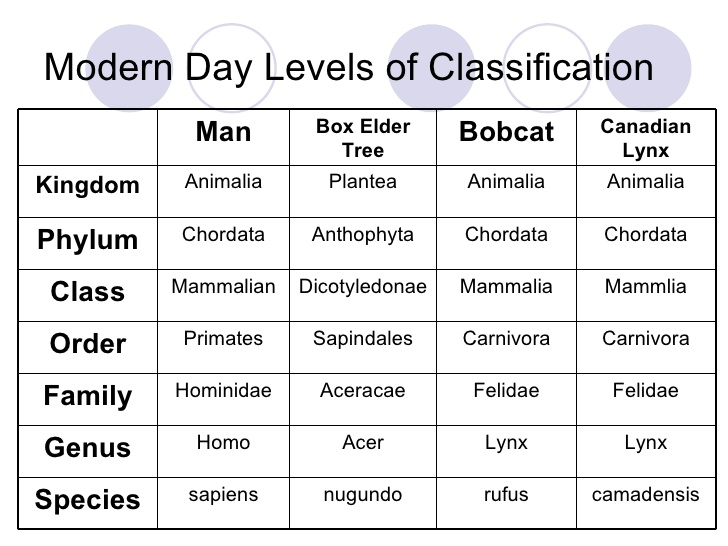 Modern Day Levels of Classification
Man Box Elder Tree Bobcat Canadian Lynx
Kingdom Animalia Plantea Animalia Animalia
Phylum Chordata Anthophyta Chordata Chordata
Class Mammalian Dicotyledonae Mammalia Mammlia
Order Primates Sapindales Carnivora Carnivora
Family Hominidae Aceracae Felidae Felidae
Genus Homo Acer Lynx Lynx
Species sapiens nugundo rufus camadensis